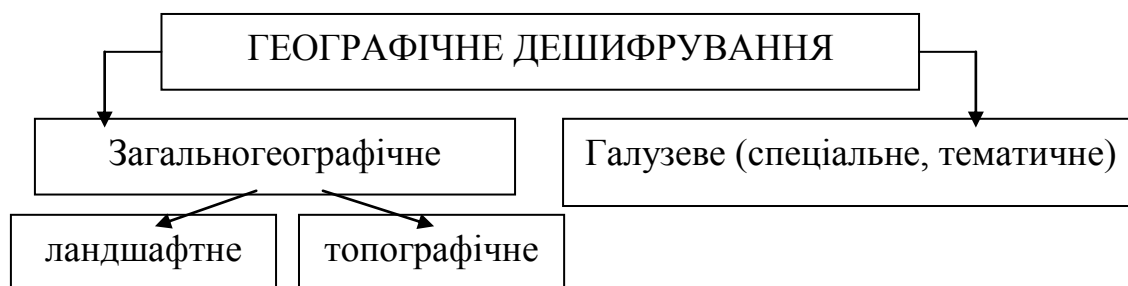 ГЕОГРАФІЧНЕ ДЕШИФРУВАННЯ
Загальногеографічне
Галузеве (спеціальне, тематичне)
ландшафтне
топографічне